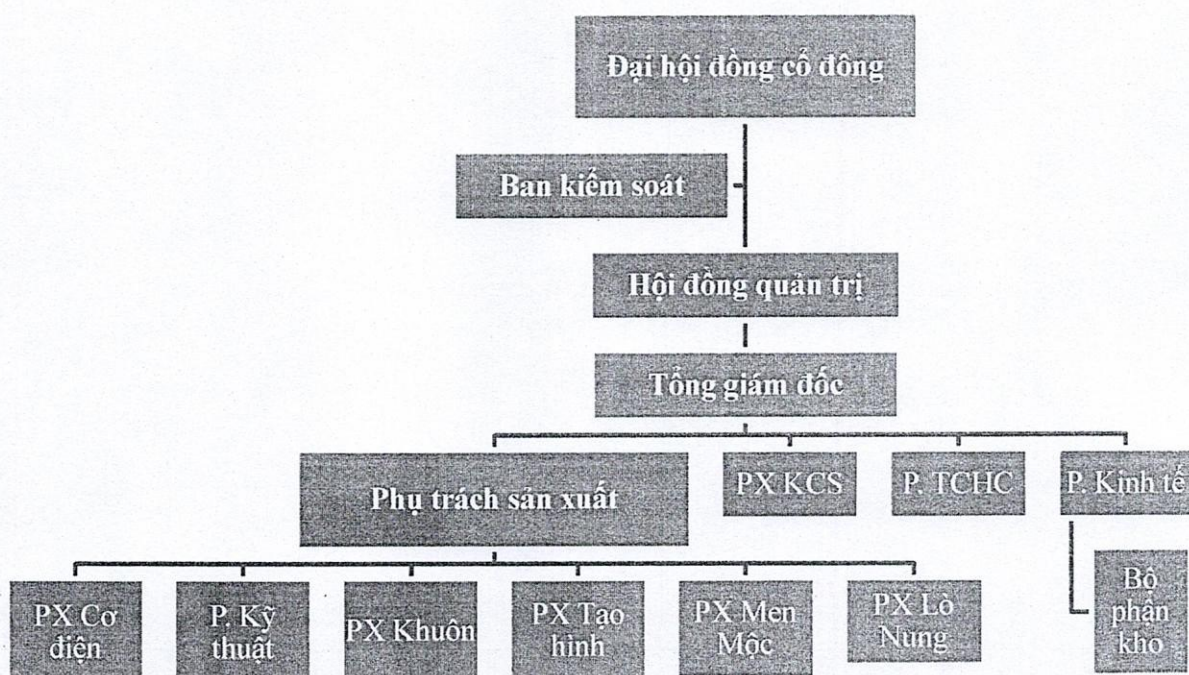 Đại hội đồng cổ đông
Ban kiểm soát
Hội đồng quản trị
Tổng giám đốc
Phụ trách sản xuất
PX KCS
P. TCHC
P. Kinh tế
PX Cơ
điện
P. Kỹ
thuật
PX Khuôn
PX Tạo
hình
PX Men
Mộc
PX Lò
Nung
Bộ
phận
kho